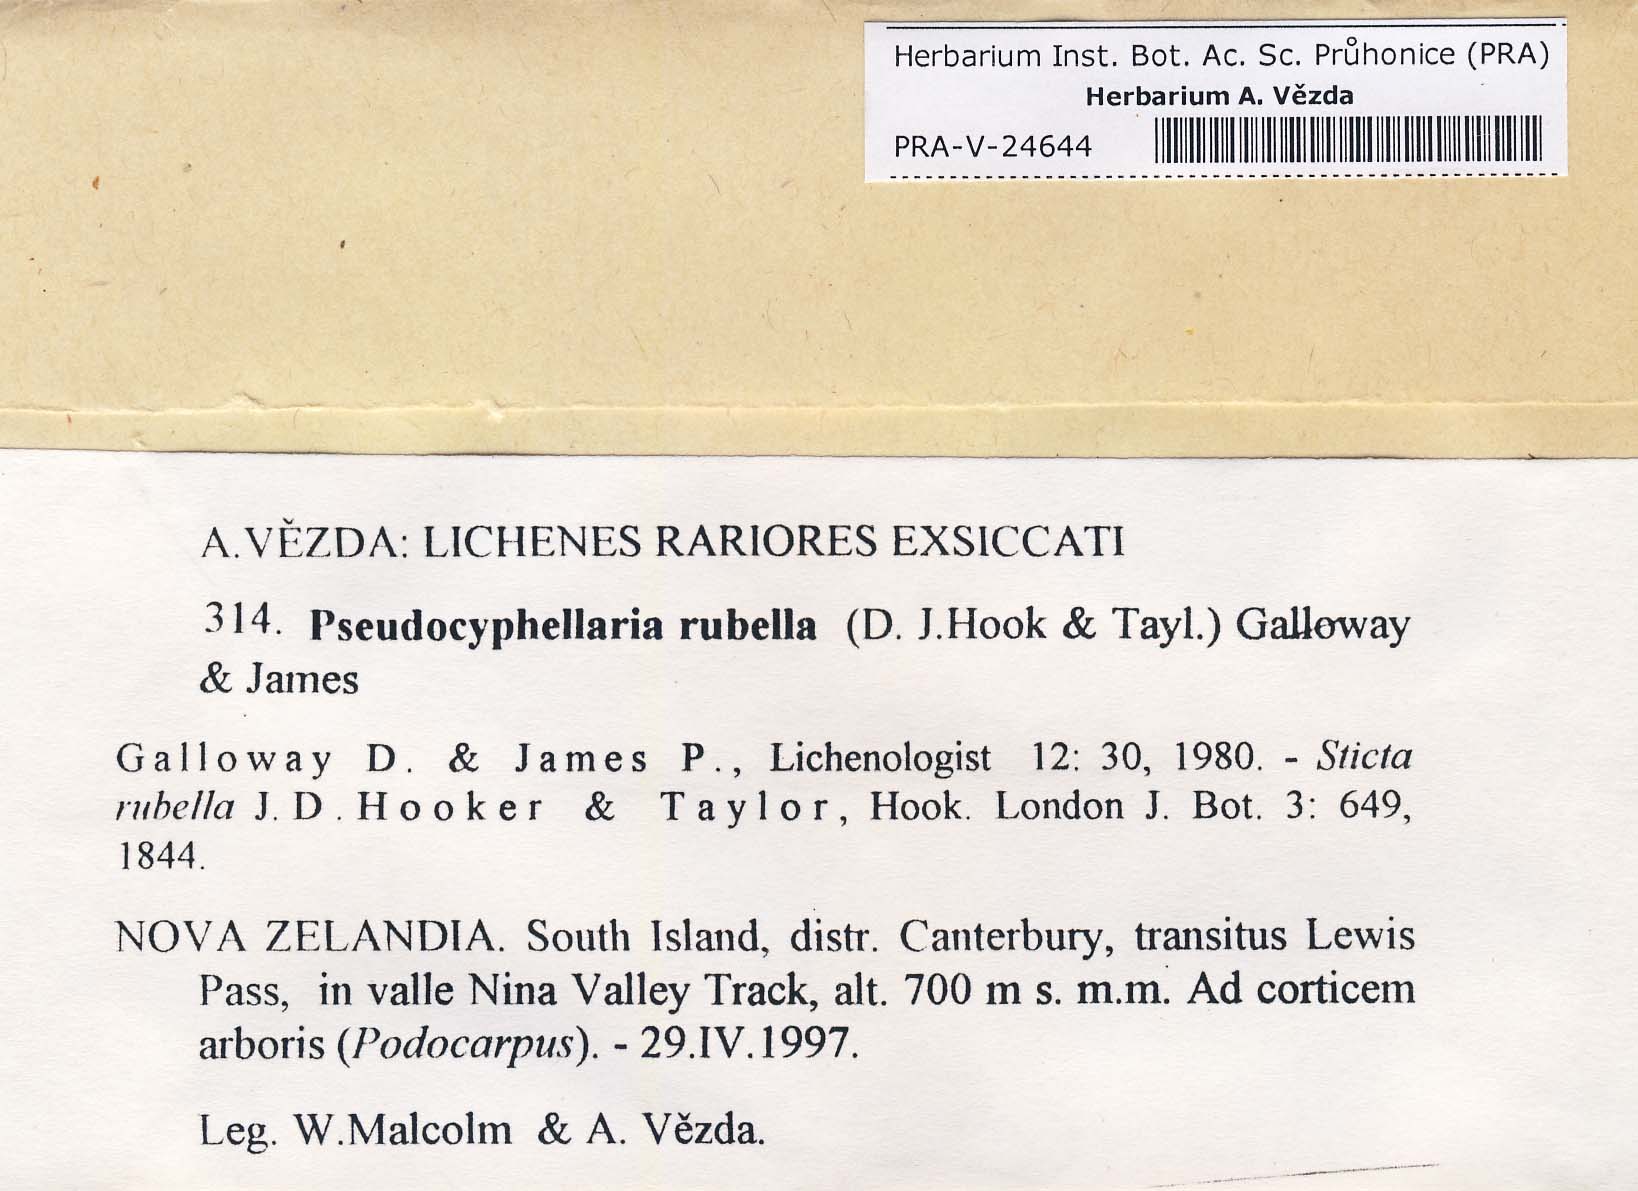 Herbarium Inst. Bot. Ac. Sc. Průhonice (PRA)
Herbarium A. Vězda
PRA-V-24644
A.VĚZDA: LICHENES RARIORES EXSICCATI
314. Pseudocyphellaria rubella (D. J.Hook & Tayl.) Galloway
& James
Galloway D. & James P., Lichenologist 12: 30, 1980. - Sticta
rubella J. D. Hooker & Taylor, Hook. London J. Bot. 3: 649,
1844.
NOVA ZELANDIA. South Island, distr. Canterbury, transitus Lewis
Pass, in valle Nina Valley Track, alt. 700 m s. m.m. Ad corticem
arboris (Podocarpus). - 29.IV.1997.
Leg. W.Malcolm & A. Vězda.